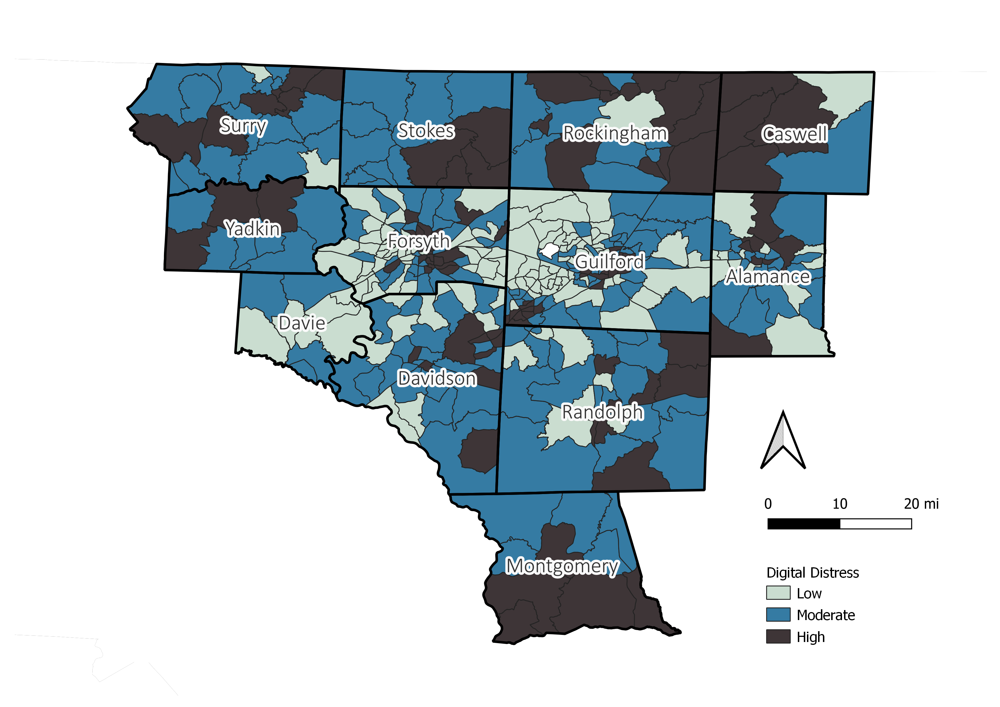 Surry
Stokes
Rockingham
Caswell
Yadkin
Forsyth
Guilford
Alamance
Davie
Davidson
Randolph
Montgomery
0 10 20 mi
Digital Distress
Low
Moderate
High